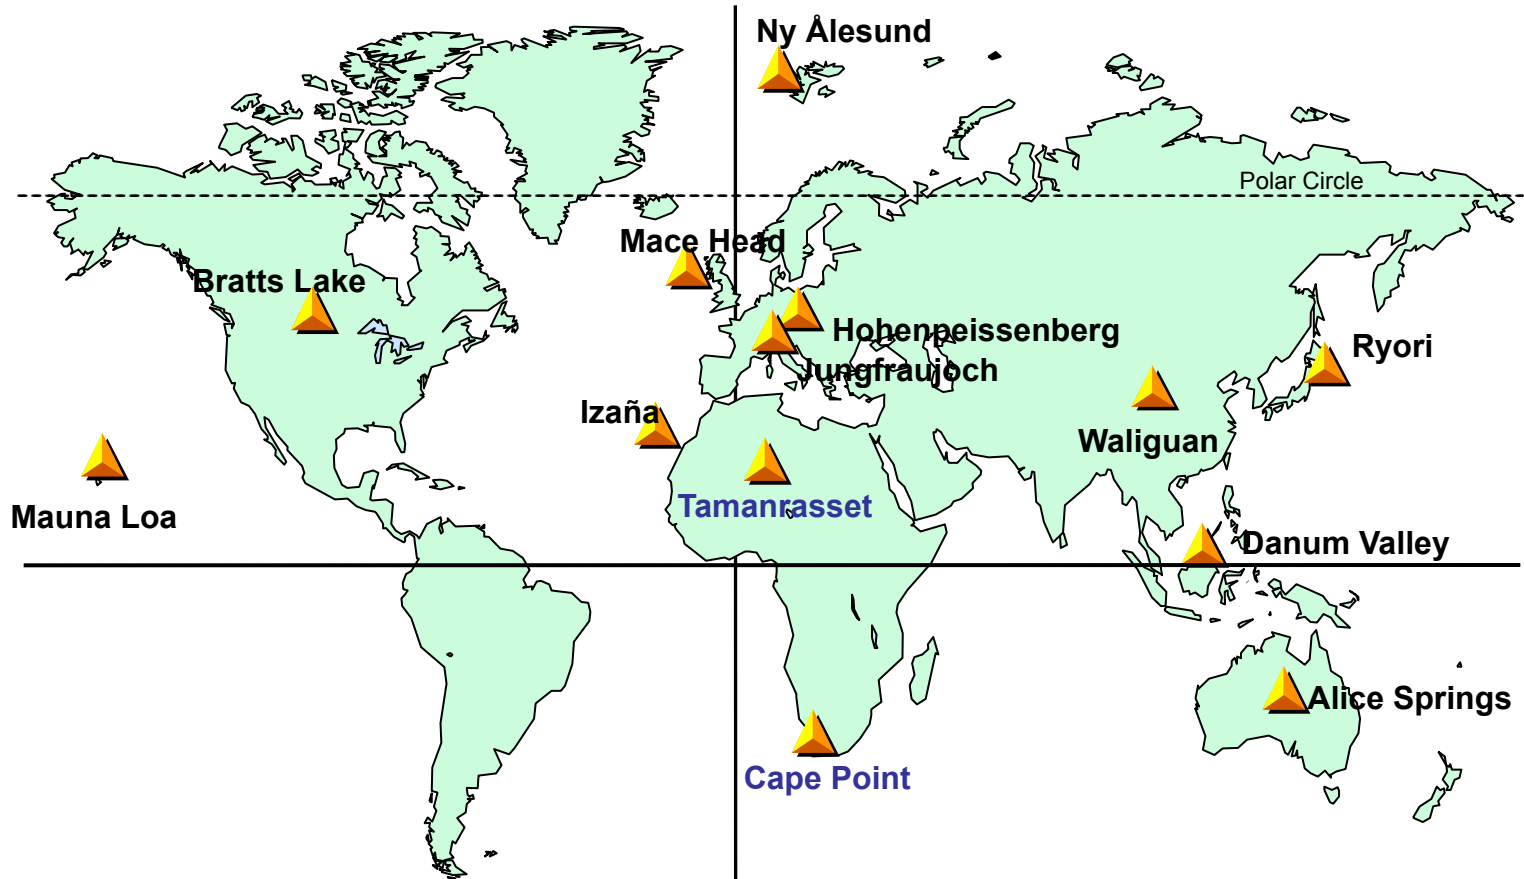 Ny Ålesund
Polar Circle
Mace Head
Bratts Lake
Hohenpeissenberg
Ryori
Jungfraujoch
Izaña
Waliguan
Tamanrasset
Mauna Loa
Danum Valley
Alice Springs
Cape Point